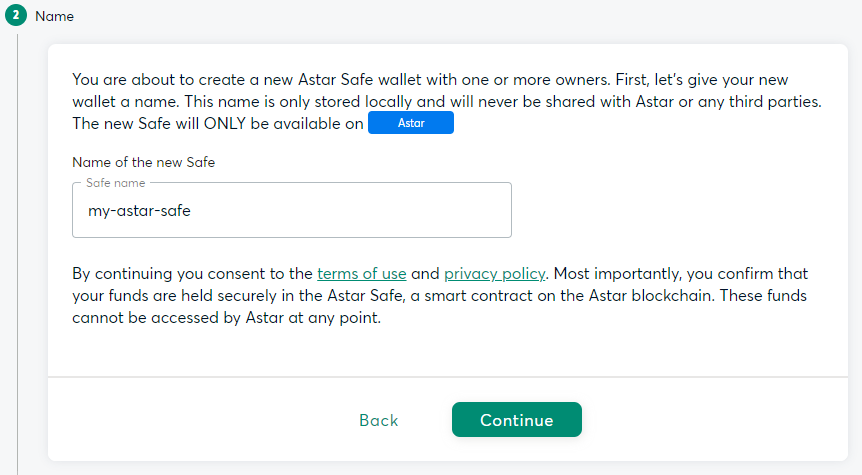 2 Name
You are about to create a new Astar Safe wallet with one or more owners. First, let's give your new
wallet a name. This name is only stored locally and will never be shared with Astar or any third parties.
The new Safe will ONLY be available on Astar
Name of the new Safe
Safe name
my-astar-safe
By continuing you consent to the terms of use and privacy policy. Most importantly, you confirm that
your funds are held securely in the Astar Safe, a smart contract on the Astar blockchain. These funds
cannot be accessed by Astar at any point.
Back Continue